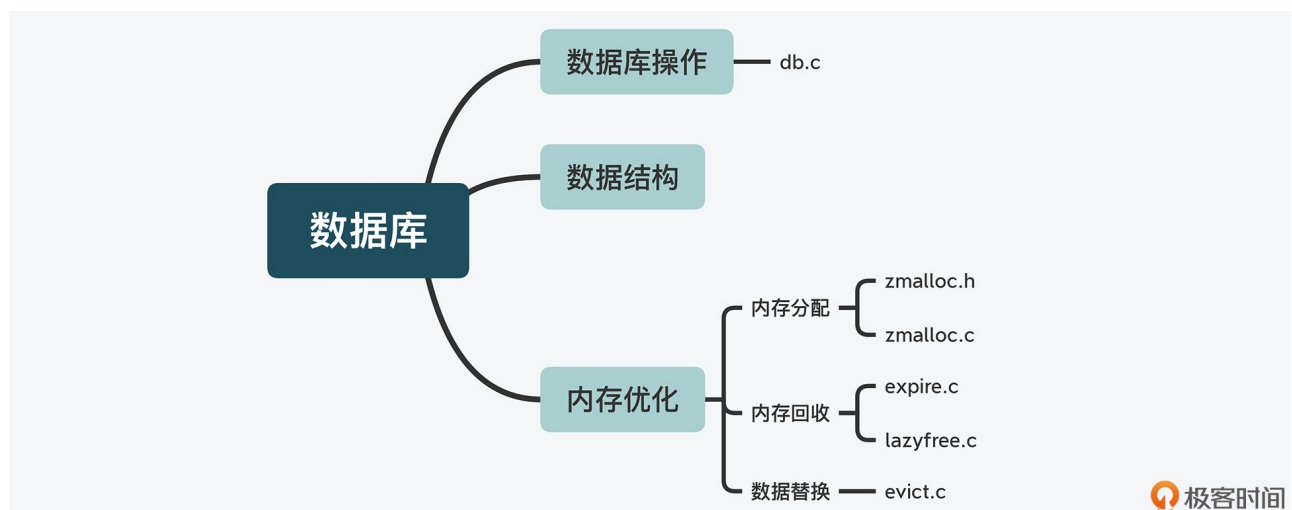 数据库
数据库操作
db.c
数据结构
内存优化
内存分配
zmalloc.h
zmalloc.c
内存回收
expire.c
lazyfree.c
数据替换
evict.c
极客时间